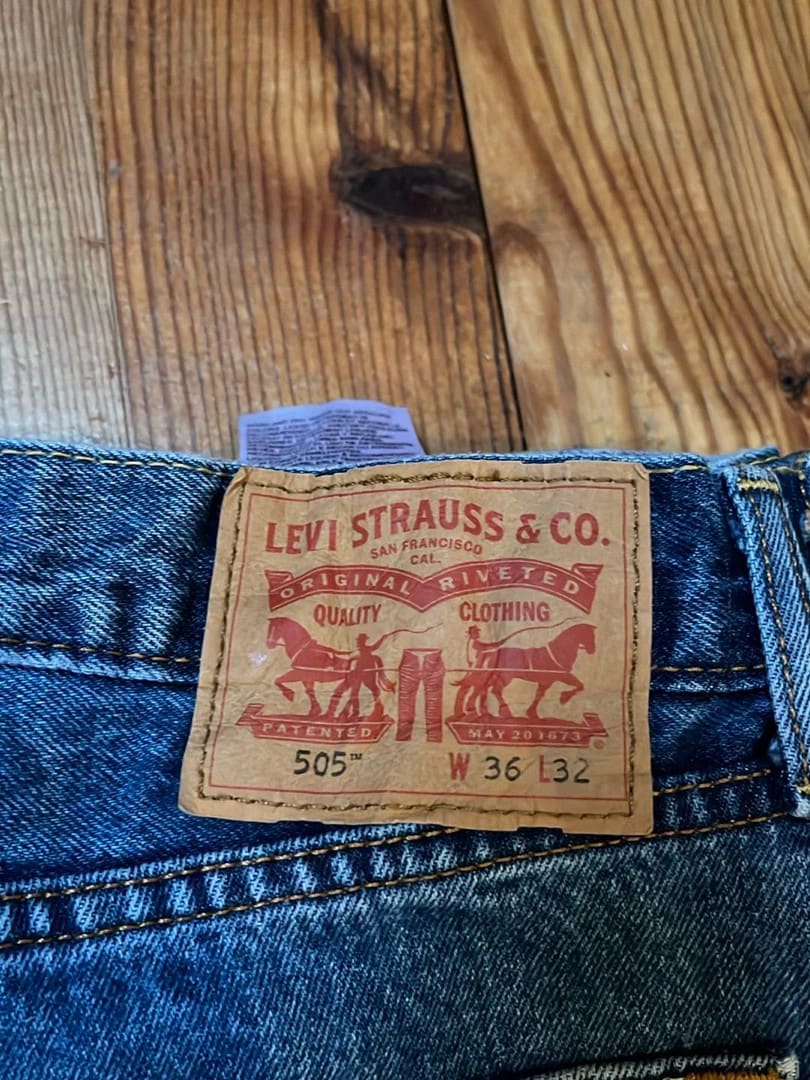 LEVI STRAUSS & CO.
SAN FRANCISCO
CAL.
ORIGINAL RIVETED
QUALITY CLOTHING
PATENTED MAY 20 1873
®
505™ W 36 L32